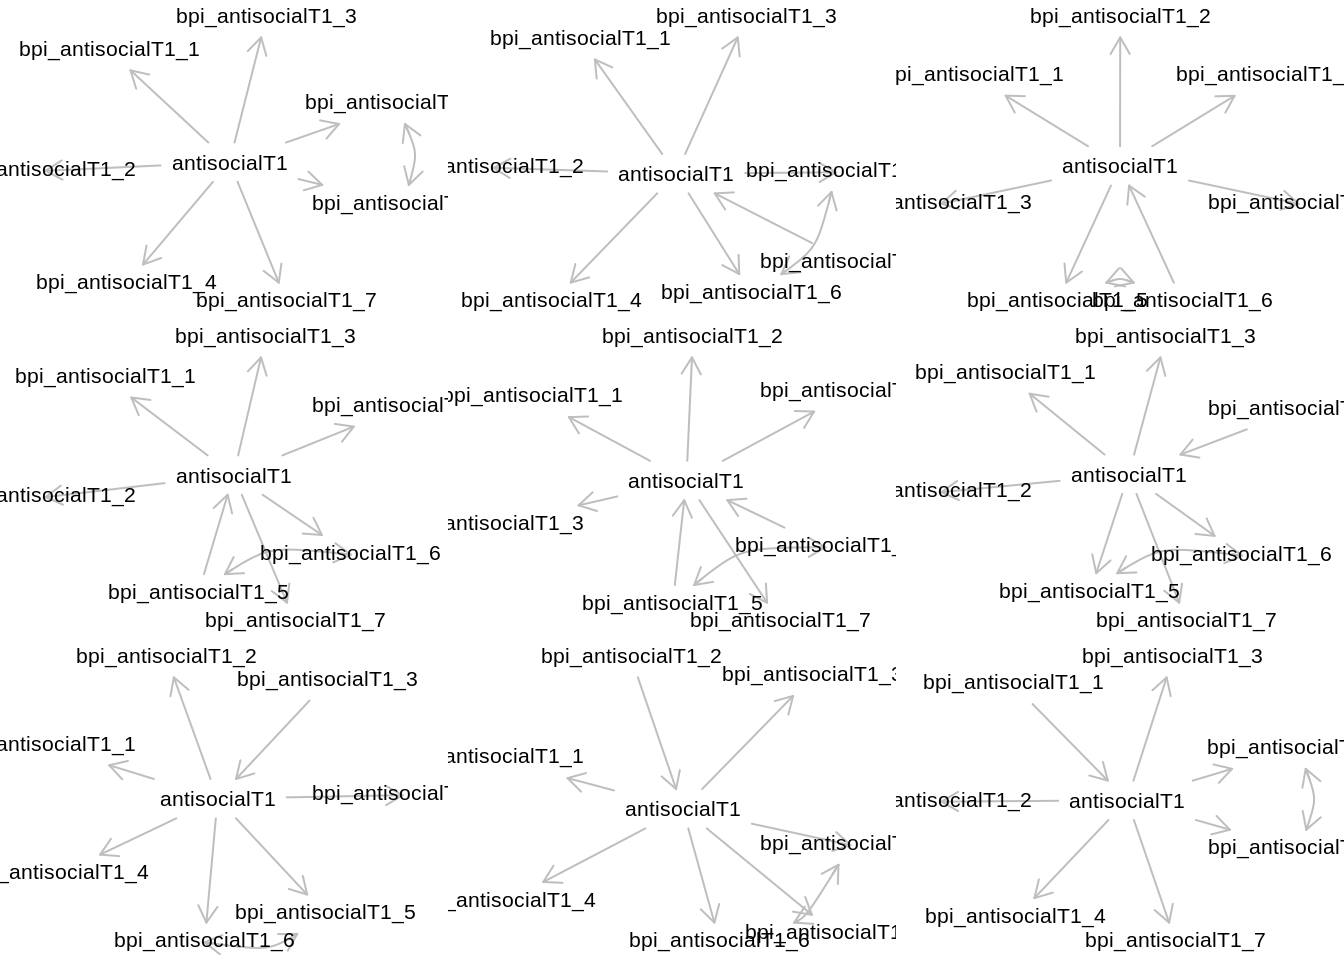 bpi_antisocialT1_3
bpi_antisocialT1_1
bpi_antisocialT
antisocialT1
antisocialT1_2
bpi_antisocialT
bpi_antisocialT1_4
bpi_antisocialT1_7
bpi_antisocialT1_3
bpi_antisocialT1_1
antisocialT1_2
antisocialT1
bpi_antisocialT1
bpi_antisocialT
bpi_antisocialT1_4
bpi_antisocialT1_6
bpi_antisocialT1_2
pi_antisocialT1_1
bpi_antisocialT1_
antisocialT1
antisocialT1_3
bpi_antisocialT
bpi_antisocialT1_5
bpi_antisocialT1_6
bpi_antisocialT1_3
bpi_antisocialT1_1
bpi_antisocial
antisocialT1
antisocialT1_2
bpi_antisocialT1_6
bpi_antisocialT1_5
bpi_antisocialT1_7
bpi_antisocialT1_2
bpi_antisocialT1_1
bpi_antisocialT
antisocialT1
antisocialT1_3
bpi_antisocialT1_
bpi_antisocialT1_5
bpi_antisocialT1_7
bpi_antisocialT1_3
bpi_antisocialT1_1
bpi_antisocialT
antisocialT1
antisocialT1_2
bpi_antisocialT1_6
bpi_antisocialT1_5
bpi_antisocialT1_7
bpi_antisocialT1_2
bpi_antisocialT1_3
antisocialT1_1
antisocialT1
bpi_antisocialT
_antisocialT1_4
bpi_antisocialT1_5
bpi_antisocialT1_6
bpi_antisocialT1_2
bpi_antisocialT1_3
antisocialT1_1
antisocialT1
bpi_antisocialT
_antisocialT1_4
bpi_antisocialT1
bpi_antisocialT1_6
bpi_antisocialT1_3
bpi_antisocialT1_1
bpi_antisocialT
antisocialT1_2
antisocialT1
bpi_antisocialT
bpi_antisocialT1_4
bpi_antisocialT1_7